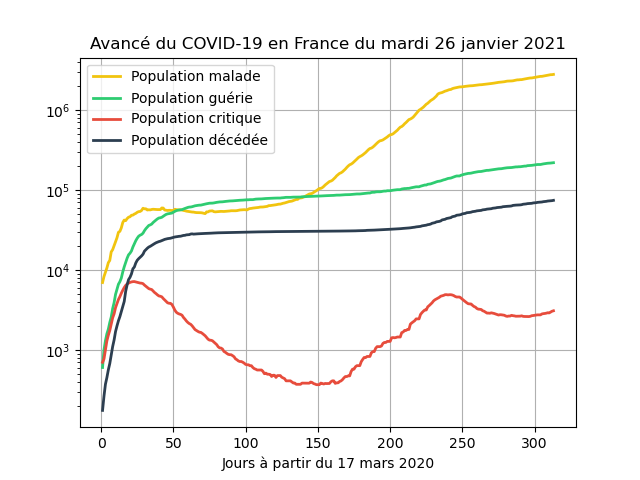 Avancé du COVID-19 en France du mardi 26 janvier 2021
Population malade
Population guérie
Population critique
Population décédée
10⁶
10⁵
10⁴
10³
0 50 100 150 200 250 300
Jours à partir du 17 mars 2020